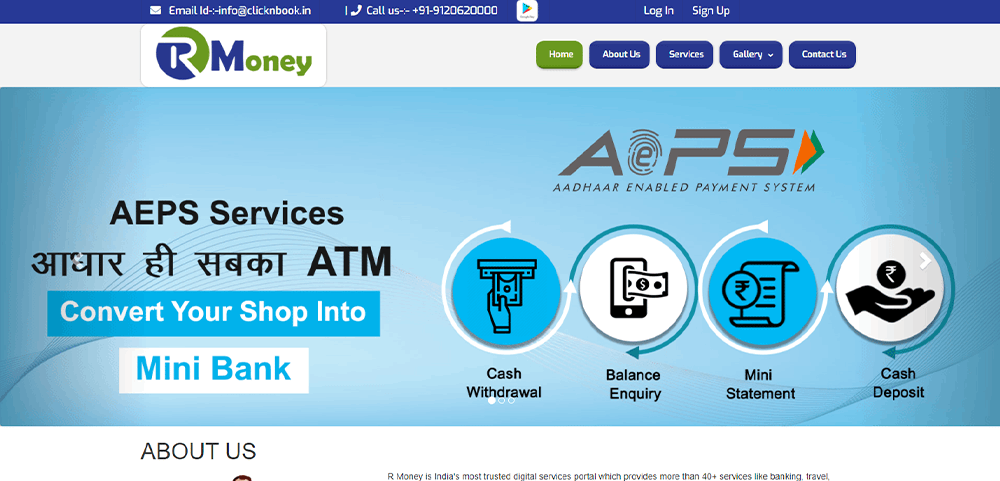 Email Id-:-info@clicknbook.in | Call us-:- +91-9120620000 Log In Sign Up
R Money
Home About Us Services Gallery Contact Us
AePS
AADHAAR ENABLED PAYMENT SYSTEM
AEPS Services
आधार ही सबका ATM
Convert Your Shop Into
Mini Bank
Cash Withdrawal
Balance Enquiry
Mini Statement
Cash Deposit
ABOUT US
R Money is India's most trusted digital services portal which provides more than 40+ services like banking, travel,